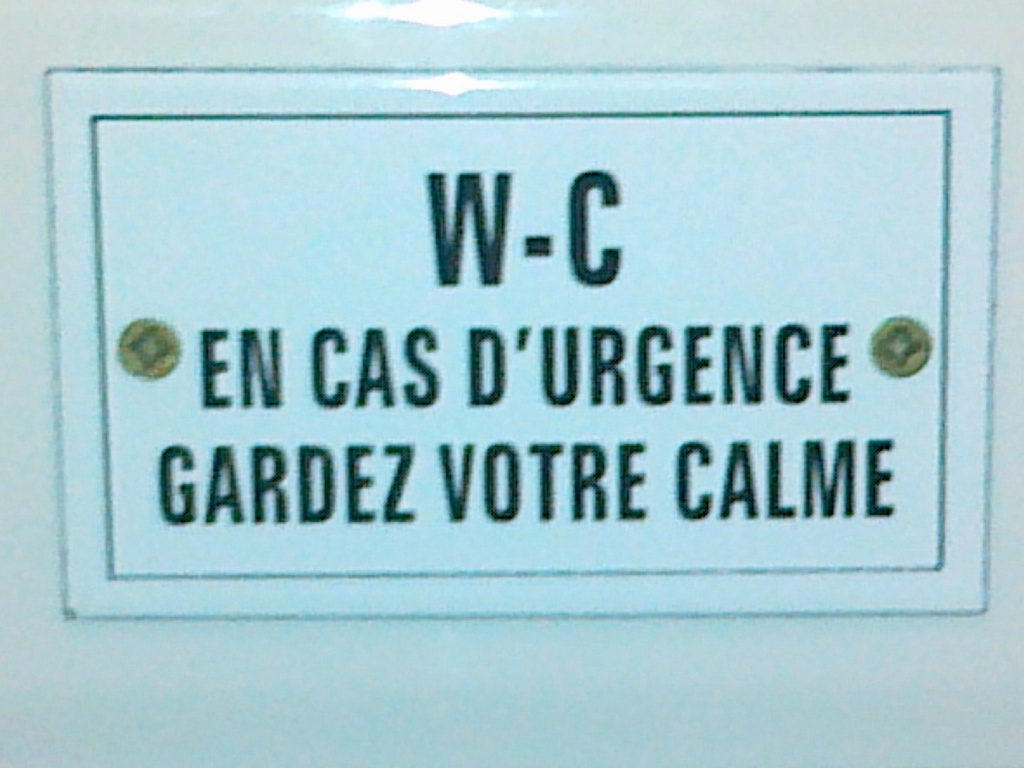 W-C
EN CAS D'URGENCE
GARDEZ VOTRE CALME